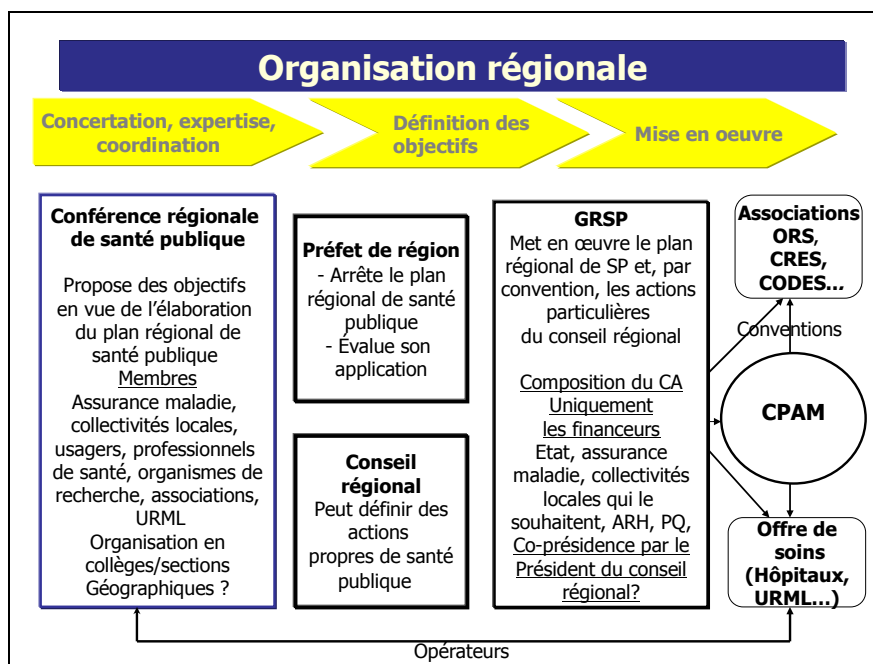 Organisation régionale
Concertation, expertise,
coordination
Définition des
objectifs
Mise en oeuvre
Conférence régionale
de santé publique
Propose des objectifs
en vue de l'élaboration
du plan régional de
santé publique
Membres
Assurance maladie,
collectivités locales,
usagers, professionnels
de santé, organismes de
recherche, associations,
URML
Organisation en
collèges/sections
Géographiques ?
Préfet de région
- Arrête le plan
régional de santé
publique
- Évalue son
application
Conseil
régional
Peut définir des
actions
propres de santé
publique
GRSP
Met en œuvre le plan
régional de SP et, par
convention, les actions
particulières
du conseil régional
Composition du CA
Uniquement
les financeurs
Etat, assurance
maladie, collectivités
locales qui le
souhaitent, ARH, PQ,
Co-présidence par le
Président du conseil
régional?
Associations
ORS,
CRES,
CODES...
Conventions
CPAM
Offre de
soins
(Hôpitaux,
URML...)
Opérateurs